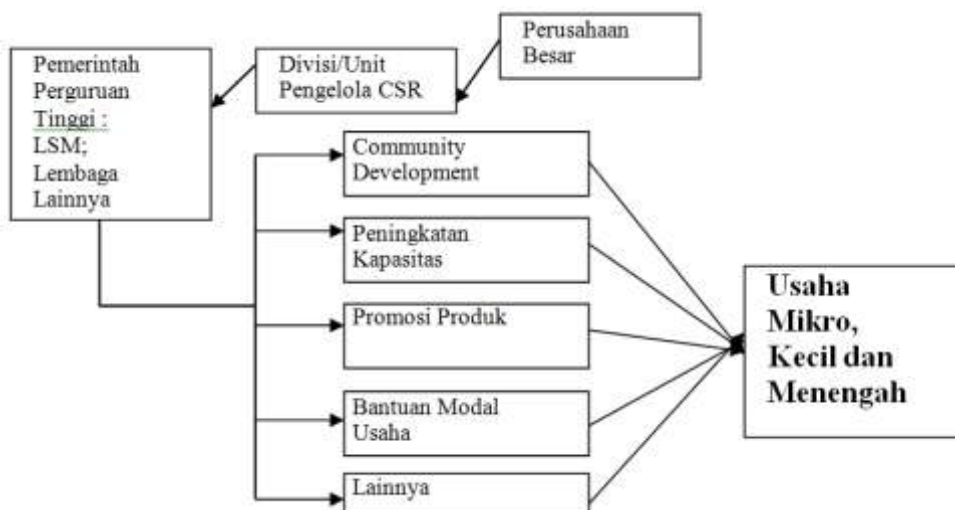 Pemerintah
Perguruan
Tinggi :
LSM;
Lembaga
Lainnya
Divisi/Unit
Pengelola CSR
Perusahaan
Besar
Community
Development
Peningkatan
Kapasitas
Promosi Produk
Bantuan Modal
Usaha
Lainnya
Usaha
Mikro,
Kecil dan
Menengah